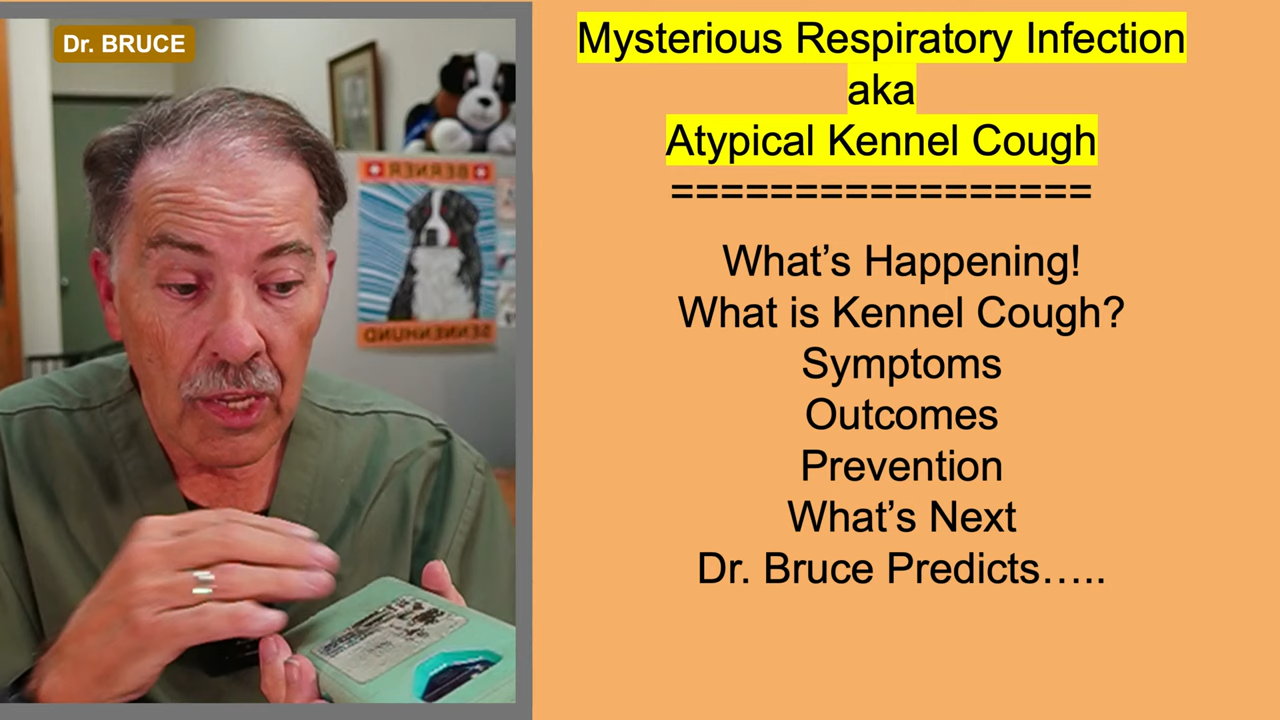 Dr. BRUCE
BERNER
SENNENHUND
Mysterious Respiratory Infection
aka
Atypical Kennel Cough
=================
What's Happening!
What is Kennel Cough?
Symptoms
Outcomes
Prevention
What's Next
Dr. Bruce Predicts…..